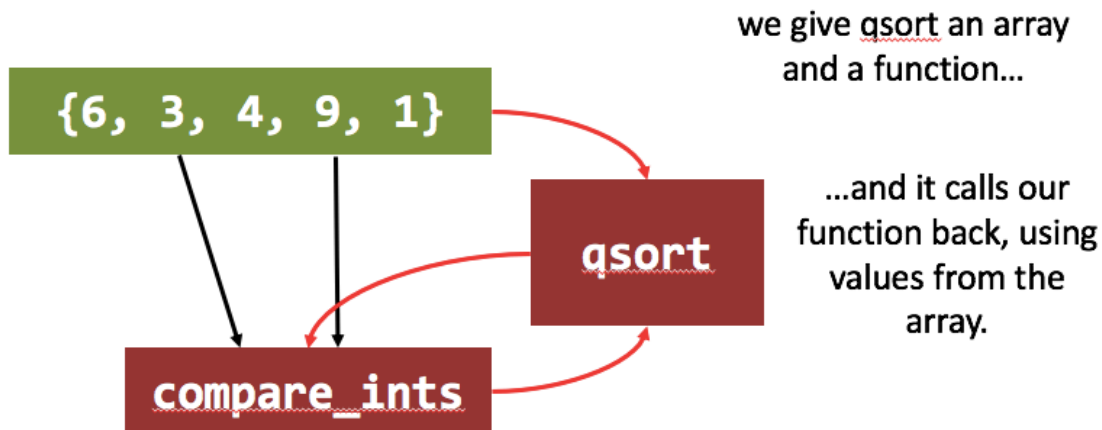 we give qsort an array
and a function...
{6, 3, 4, 9, 1}
...and it calls our
function back, using
values from the
array.
qsort
compare_ints